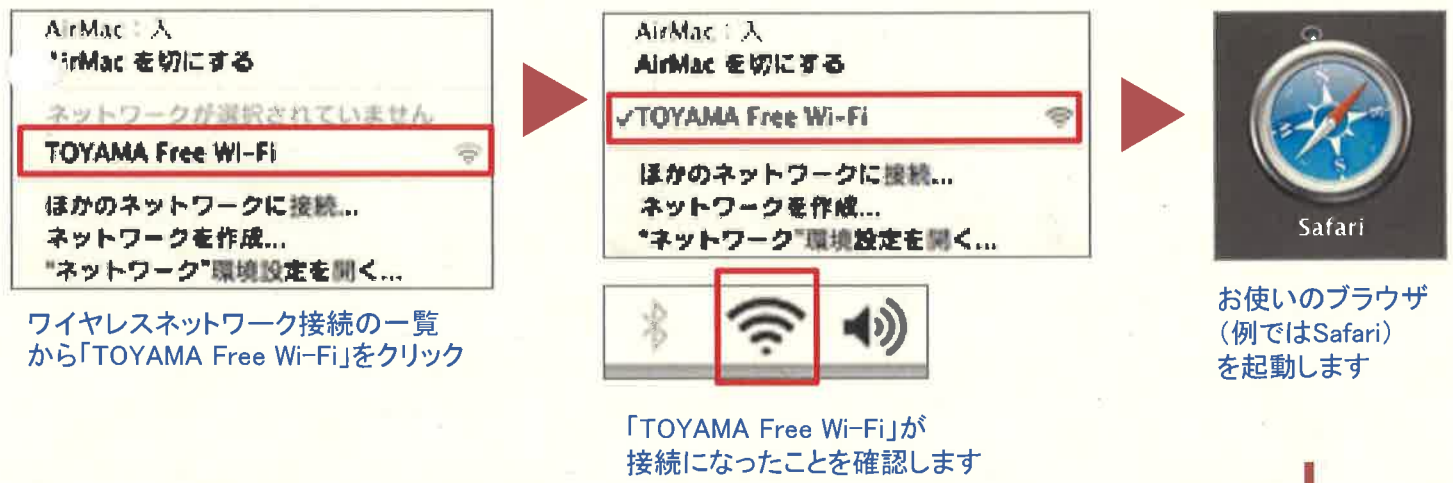 AirMac：入
AirMac を切にする
ネットワークが選択されていません
TOYAMA Free Wi-Fi
ほかのネットワークに接続...
ネットワークを作成...
"ネットワーク"環境設定を開く...
ワイヤレスネットワーク接続の一覧
から「TOYAMA Free Wi-Fi」をクリック
AirMac：入
AirMac を切にする
✓TOYAMA Free Wi-Fi
ほかのネットワークに接続...
ネットワークを作成...
"ネットワーク"環境設定を開く...
「TOYAMA Free Wi-Fi」が
接続になったことを確認します
N
S
Safari
お使いのブラウザ
（例ではSafari）
を起動します